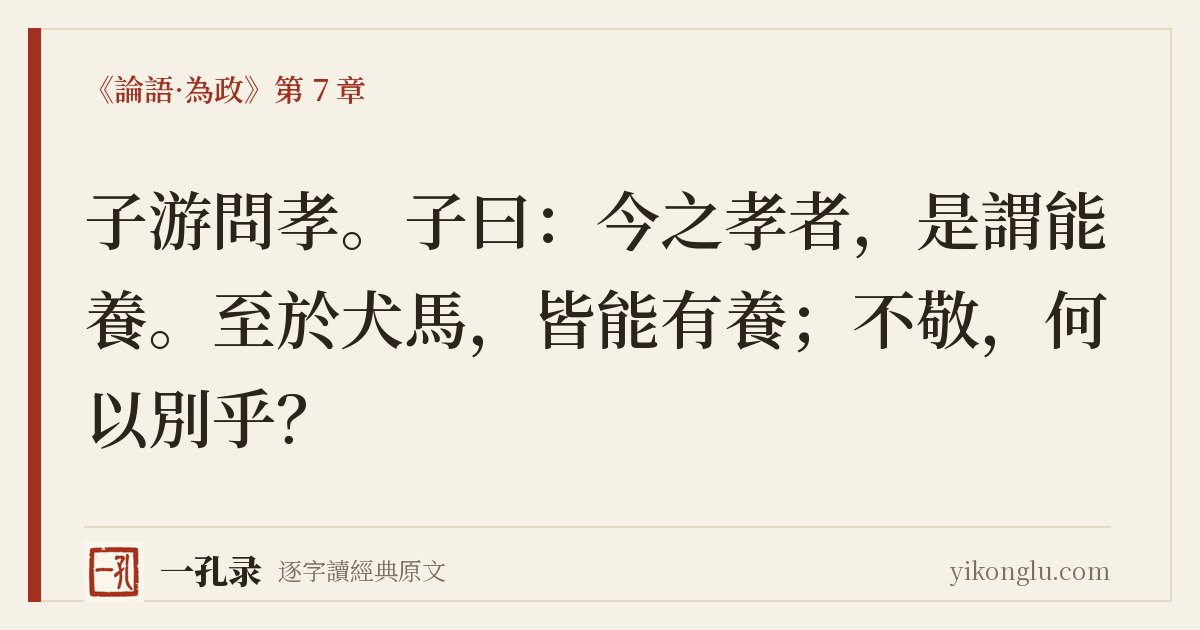 《論語·為政》第 7 章
子游問孝。子曰：今之孝者，是謂能
養。至於犬馬，皆能有養；不敬，何
以別乎？
一孔
一孔录 逐字讀經典原文
yikonglu.com